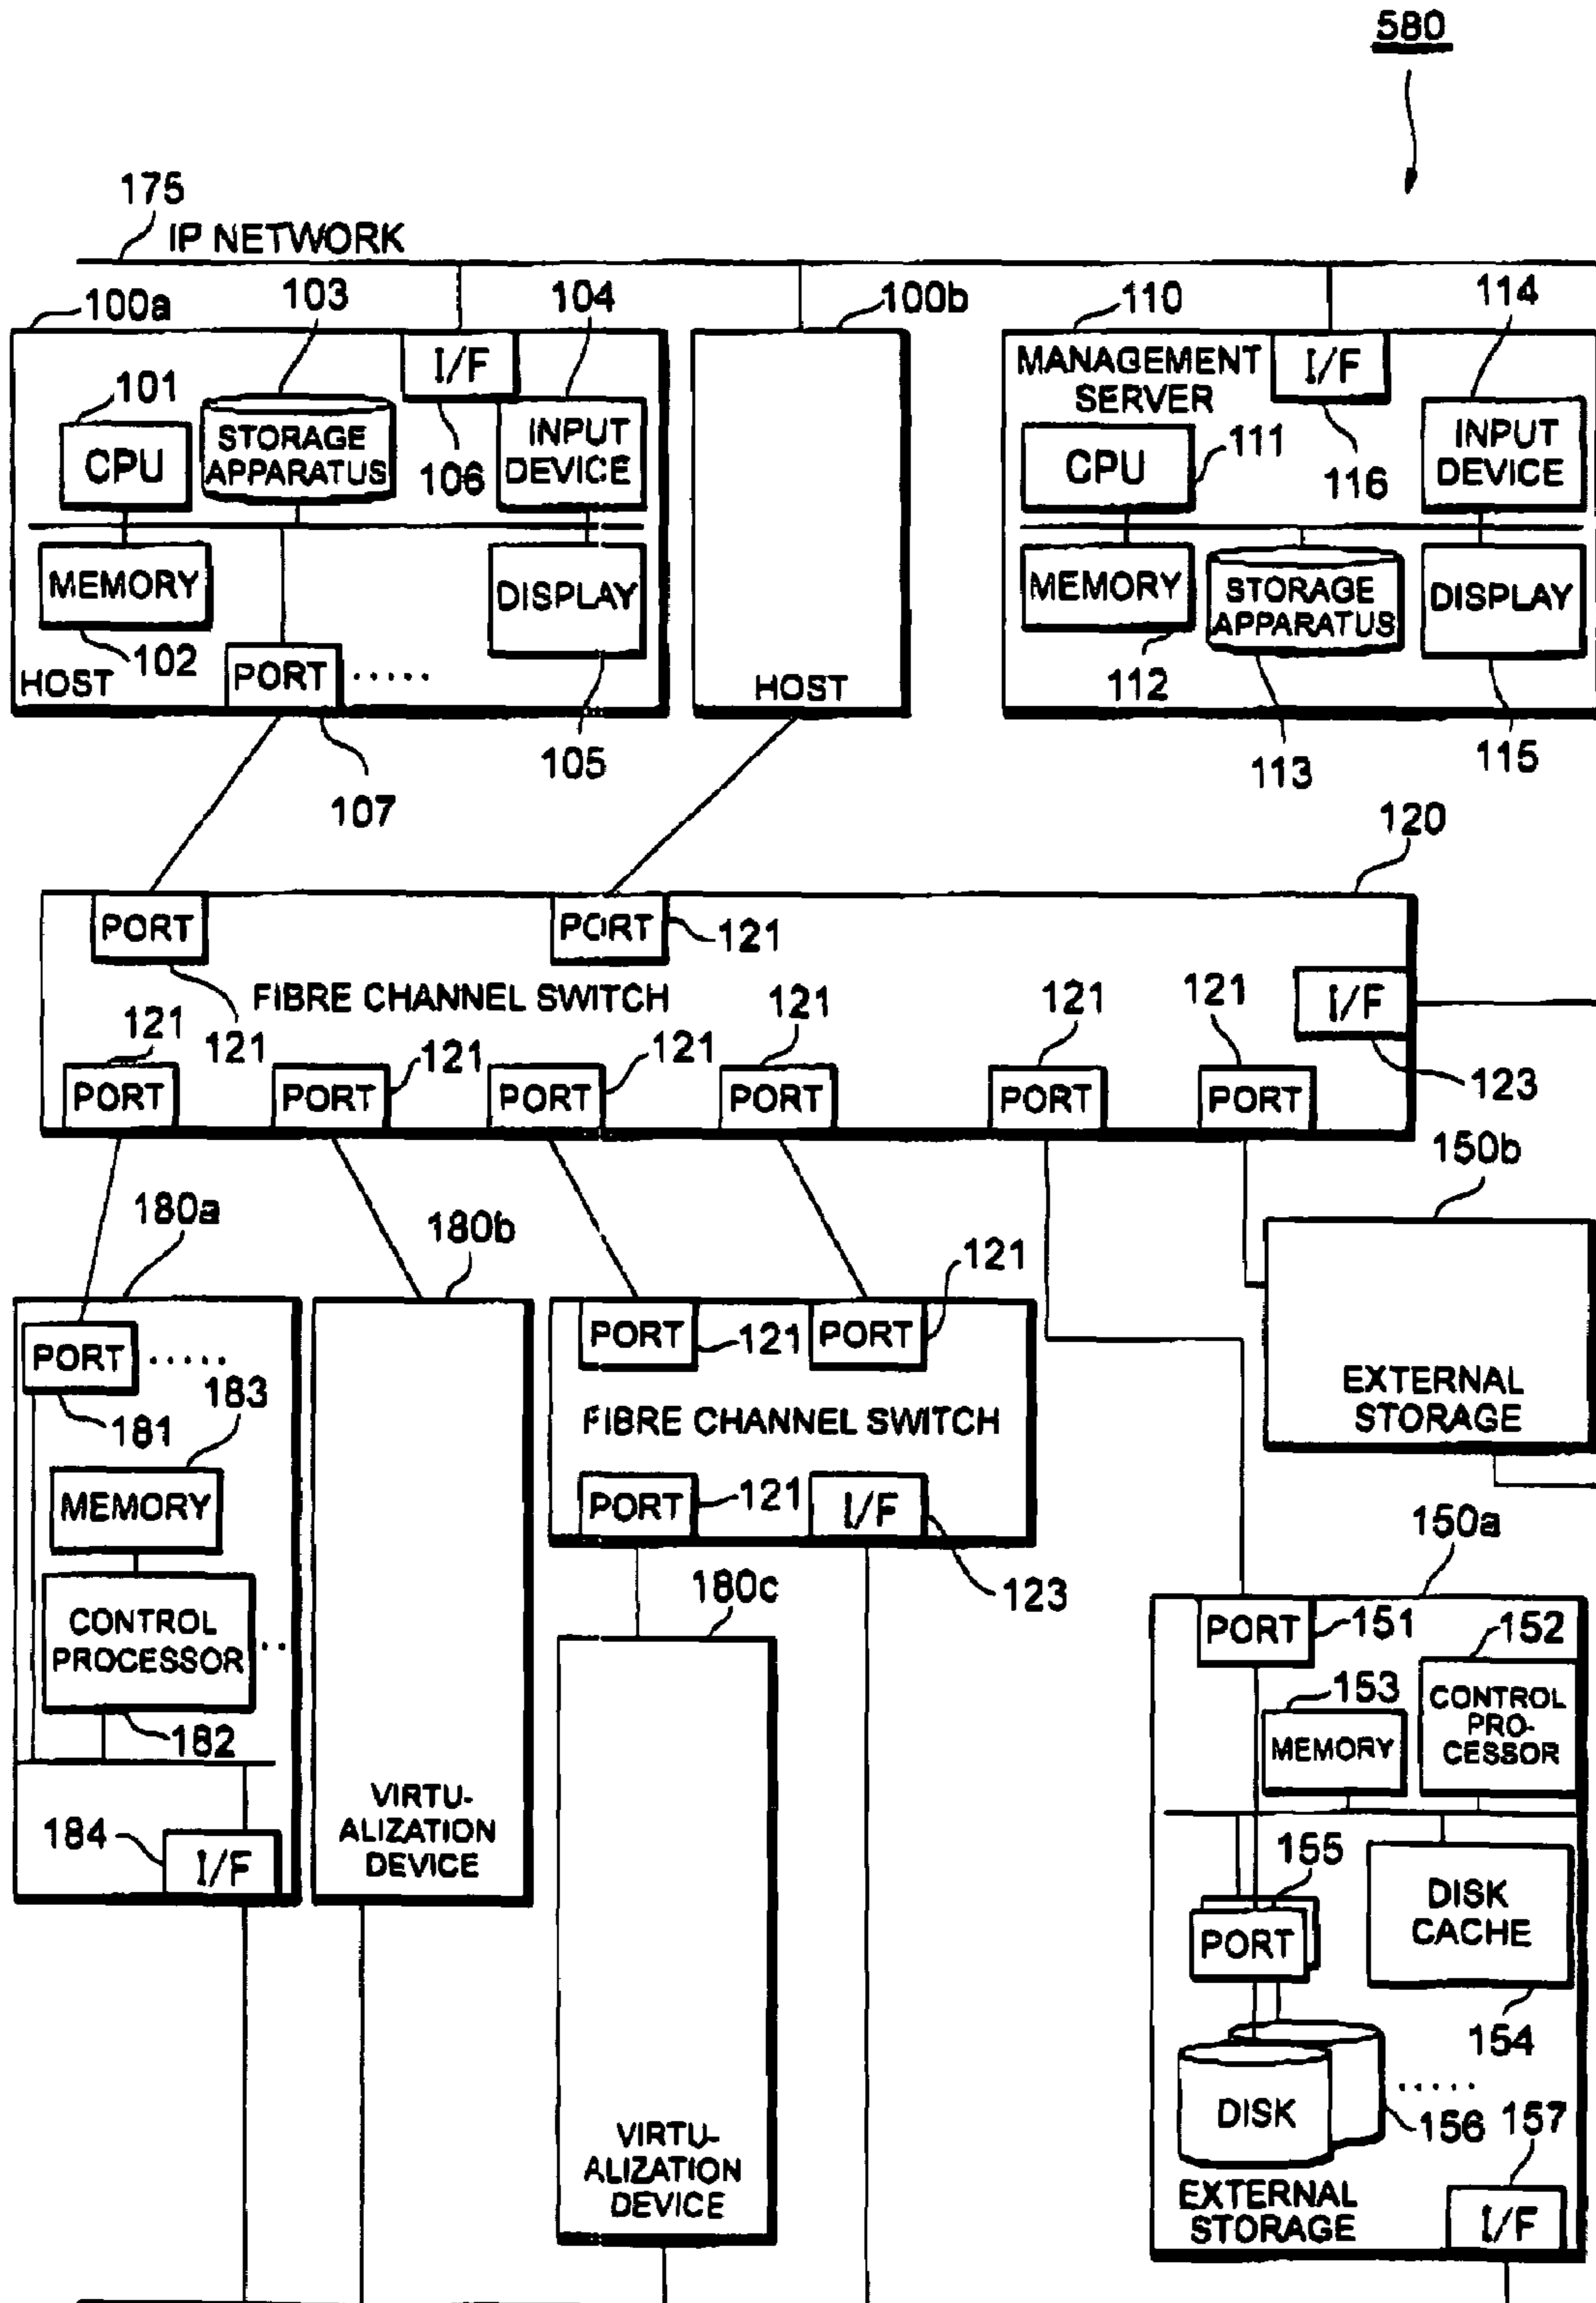 580
175
IP NETWORK
100a
103
104
100b
110
114
I/F
MANAGEMENT
SERVER
I/F
101
CPU
STORAGE
APPARATUS
106
INPUT
DEVICE
CPU
111
116
INPUT
DEVICE
MEMORY
DISPLAY
MEMORY
STORAGE
APPARATUS
DISPLAY
102
HOST
PORT
.....
HOST
112
105
113
115
107
120
PORT
PORT
121
FIBRE CHANNEL SWITCH
I/F
121
121
121
121
121
121
121
123
PORT
PORT
PORT
PORT
PORT
PORT
150b
180a
180b
121
PORT
.....
PORT
121
PORT
EXTERNAL
STORAGE
183
181
FIBRE CHANNEL SWITCH
MEMORY
PORT
121
I/F
150a
180c
123
CONTROL
PROCESSOR
..
PORT
151
152
153
CONTROL
PRO-
CESSOR
182
MEMORY
VIRTU-
ALIZATION
DEVICE
184
I/F
155
DISK
CACHE
PORT
154
DISK
.....
156
157
VIRTU-
ALIZATION
DEVICE
EXTERNAL
STORAGE
I/F